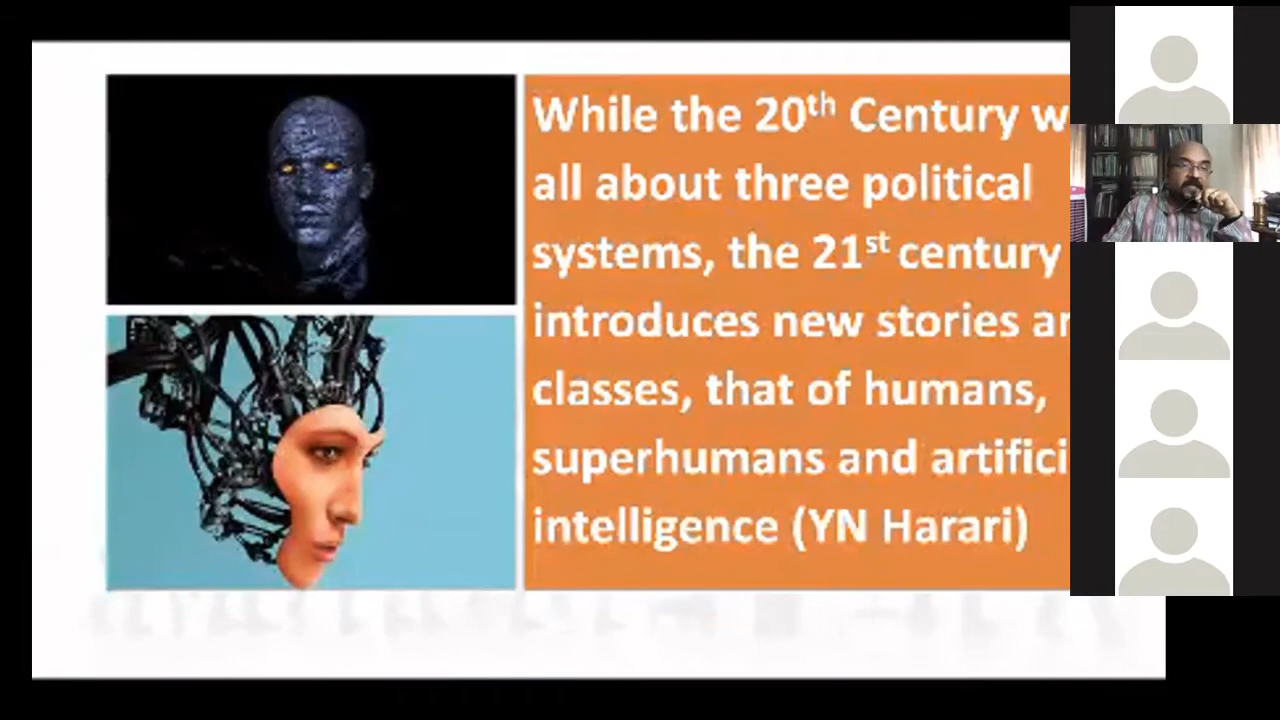 While the 20th Century w
all about three political
systems, the 21st century
introduces new stories ar
classes, that of humans,
superhumans and artifici
intelligence (YN Harari)